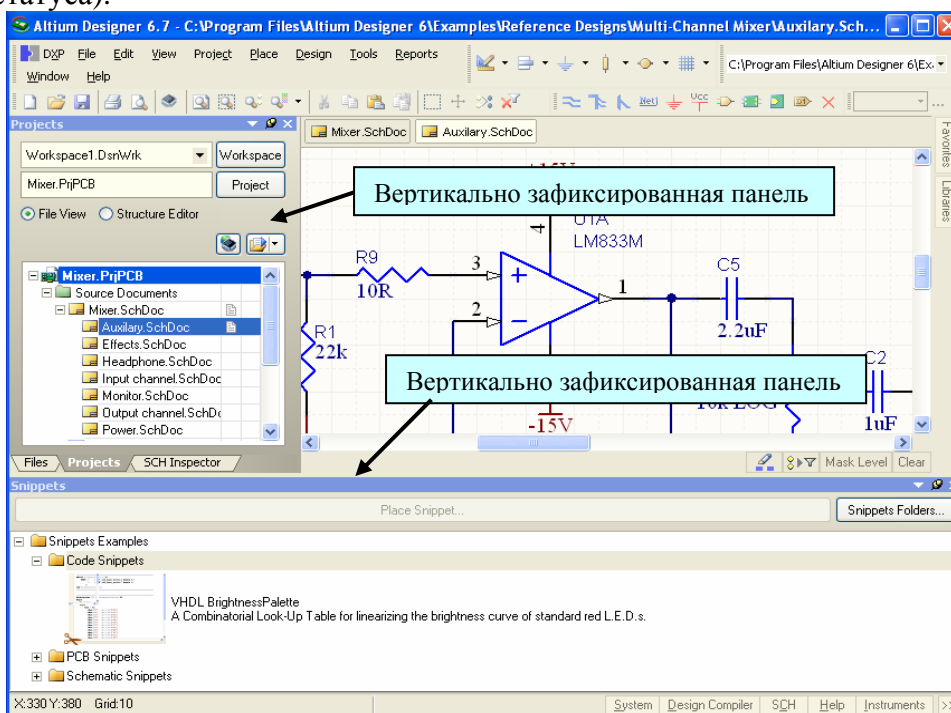 статуса).
Altium Designer 6.7 - C:\Program Files\Altium Designer 6\Examples\Reference Designs\Multi-Channel Mixer\Auxilary.Sch...
DXP File Edit View Project Place Design Tools Reports
C:\Program Files\Altium Designer 6\Ex
Window Help
Projects
Mixer.SchDoc Auxilary.SchDoc
Favorites
Libraries
Workspace1.DsnWrk Workspace
Mixer.PrjPCB Project
File View Structure Editor
Вертикально зафиксированная панель
U1A
LM833M
4
R9
10R
3
2
1
C5
2.2uF
R1
22k
C2
1uF
-15V
Mixer.PrjPCB
Source Documents
Mixer.SchDoc
Auxilary.SchDoc
Effects.SchDoc
Headphone.SchDoc
Input channel.SchDoc
Monitor.SchDoc
Output channel.SchDo
Power.SchDoc
Вертикально зафиксированная панель
Files Projects SCH Inspector
Mask Level Clear
Snippets
Place Snippet... Snippets Folders...
Snippets Examples
Code Snippets
VHDL BrightnessPalette
A Combinatorial Look-Up Table for linearizing the brightness curve of standard red L.E.D.s.
PCB Snippets
Schematic Snippets
X:330 Y:380 Grid:10 System Design Compiler SCH Help Instruments >>